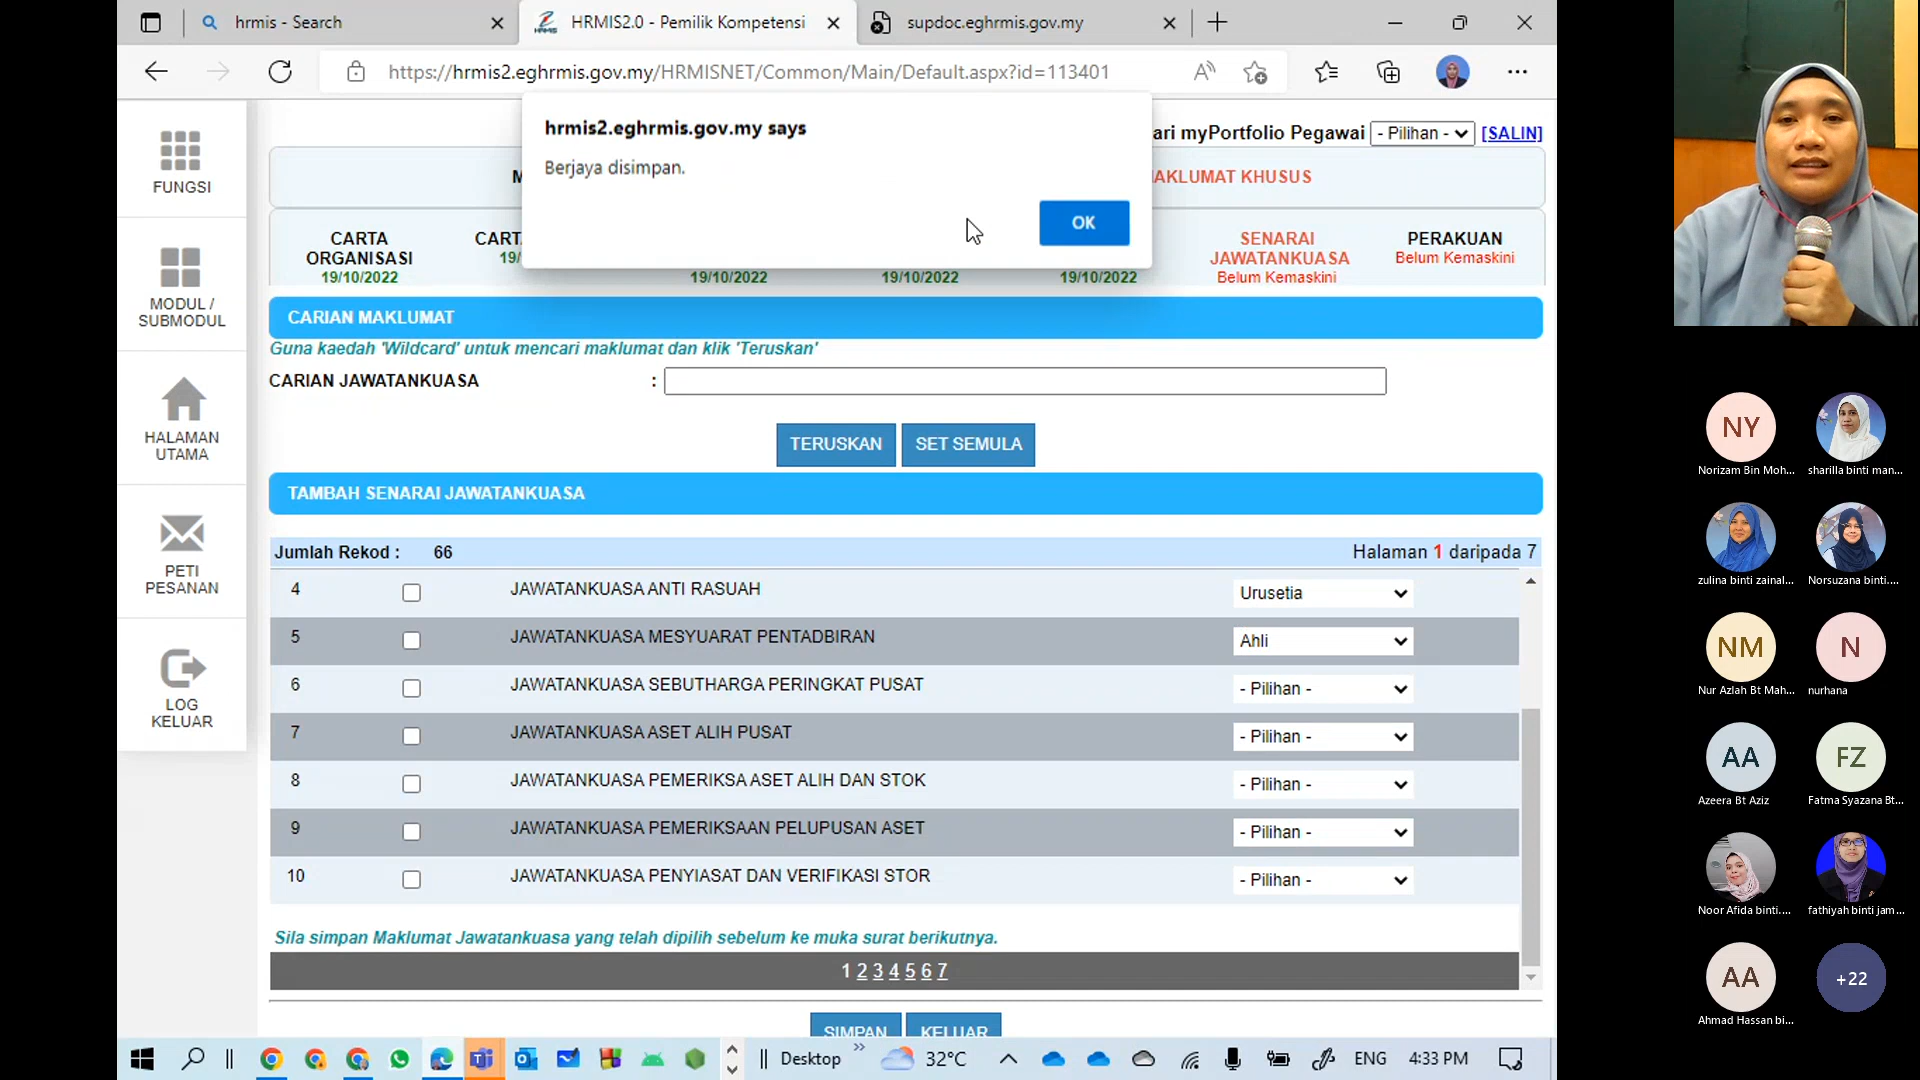 hrmis - Search
HRMIS2.0 - Pemilik Kompetensi
supdoc.eghrmis.gov.my
https://hrmis2.eghrmis.gov.my/HRMISNET/Common/Main/Default.aspx?id=113401
hrmis2.eghrmis.gov.my says
Berjaya disimpan.
OK
ari myPortfolio Pegawai - Pilihan - [SALIN]
M
AKLUMAT KHUSUS
CARTA ORGANISASI
19/10/2022
CART
19/
19/10/2022
19/10/2022
19/10/2022
SENARAI JAWATANKUASA
Belum Kemaskini
PERAKUAN
Belum Kemaskini
FUNGSI
MODUL /
SUBMODUL
HALAMAN
UTAMA
PETI
PESANAN
LOG
KELUAR
CARIAN MAKLUMAT
Guna kaedah 'Wildcard' untuk mencari maklumat dan klik 'Teruskan'
CARIAN JAWATANKUASA :
TERUSKAN SET SEMULA
TAMBAH SENARAI JAWATANKUASA
Jumlah Rekod : 66 Halaman 1 daripada 7
4 JAWATANKUASA ANTI RASUAH Urusetia
5 JAWATANKUASA MESYUARAT PENTADBIRAN Ahli
6 JAWATANKUASA SEBUTHARGA PERINGKAT PUSAT - Pilihan -
7 JAWATANKUASA ASET ALIH PUSAT - Pilihan -
8 JAWATANKUASA PEMERIKSA ASET ALIH DAN STOK - Pilihan -
9 JAWATANKUASA PEMERIKSAAN PELUPUSAN ASET - Pilihan -
10 JAWATANKUASA PENYIASAT DAN VERIFIKASI STOR - Pilihan -
Sila simpan Maklumat Jawatankuasa yang telah dipilih sebelum ke muka surat berikutnya.
1 2 3 4 5 6 7
SIMPAN KELUAR
Desktop
32°C
ENG
4:33 PM
NY
Norizam Bin Moh...
sharilla binti man...
zulina binti zainal...
Norsuzana binti....
NM
Nur Azlah Bt Mah...
N
nurhana
AA
Azeera Bt Aziz
FZ
Fatma Syazana Bt...
Noor Afida binti....
fathiyah binti jam...
AA
Ahmad Hassan bi...
+22